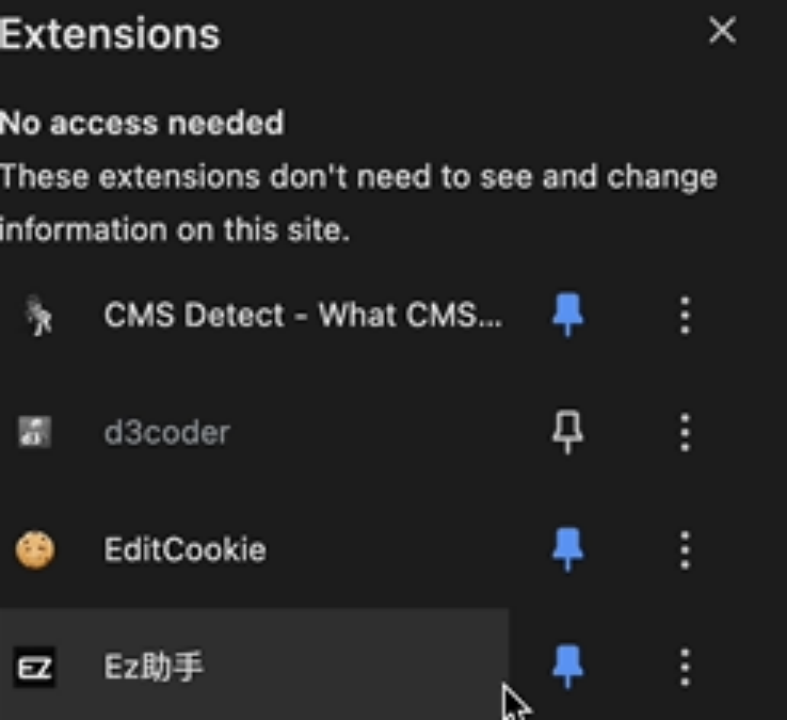 Extensions
No access needed
These extensions don't need to see and change
information on this site.
CMS Detect - What CMS...
d3coder
EditCookie
EZ Ez助手